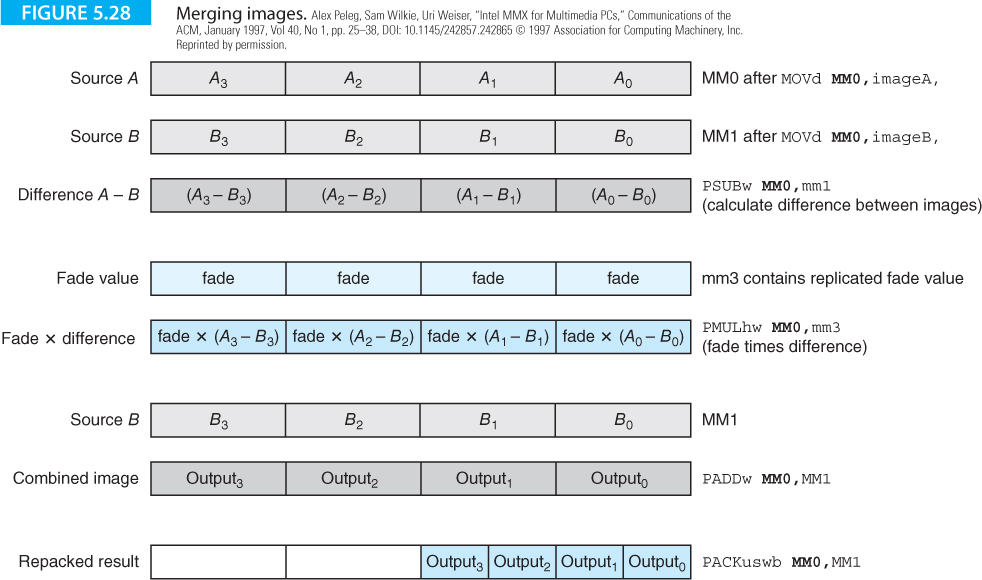 FIGURE 5.28
Merging images. Alex Peleg, Sam Wilkie, Uri Weiser, "Intel MMX for Multimedia PCs," Communications of the
ACM, January 1997, Vol 40, No 1, pp. 25–38, DOI: 10.1145/242857.242865 © 1997 Association for Computing Machinery, Inc.
Reprinted by permission.
Source A A₃ A₂ A₁ A₀ MM0 after MOVd MM0,imageA,
Source B B₃ B₂ B₁ B₀ MM1 after MOVd MM0,imageB,
Difference A – B (A₃ – B₃) (A₂ – B₂) (A₁ – B₁) (A₀ – B₀) PSUBw MM0,mm1
(calculate difference between images)
Fade value fade fade fade fade mm3 contains replicated fade value
Fade × difference fade × (A₃ – B₃) fade × (A₂ – B₂) fade × (A₁ – B₁) fade × (A₀ – B₀) PMULhw MM0,mm3
(fade times difference)
Source B B₃ B₂ B₁ B₀ MM1
Combined image Output₃ Output₂ Output₁ Output₀ PADDw MM0,MM1
Repacked result Output₃ Output₂ Output₁ Output₀ PACKuswb MM0,MM1